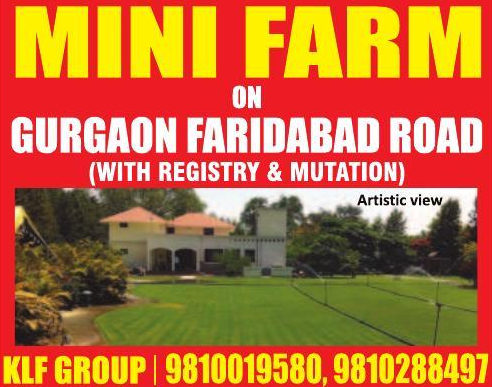 MINI FARM
ON
GURGAON FARIDABAD ROAD
(WITH REGISTRY & MUTATION)
Artistic view
KLF GROUP | 9810019580, 9810288497